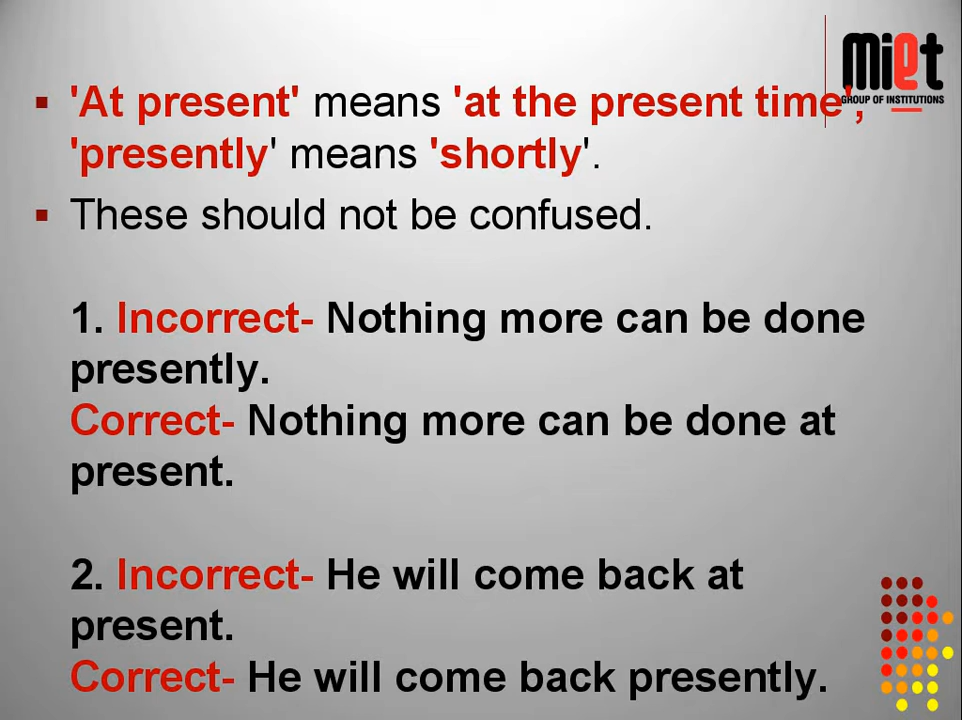 miet
GROUP OF INSTITUTIONS
▪ 'At present' means 'at the present time',
'presently' means 'shortly'.
▪ These should not be confused.
1. Incorrect- Nothing more can be done
presently.
Correct- Nothing more can be done at
present.
2. Incorrect- He will come back at
present.
Correct- He will come back presently.